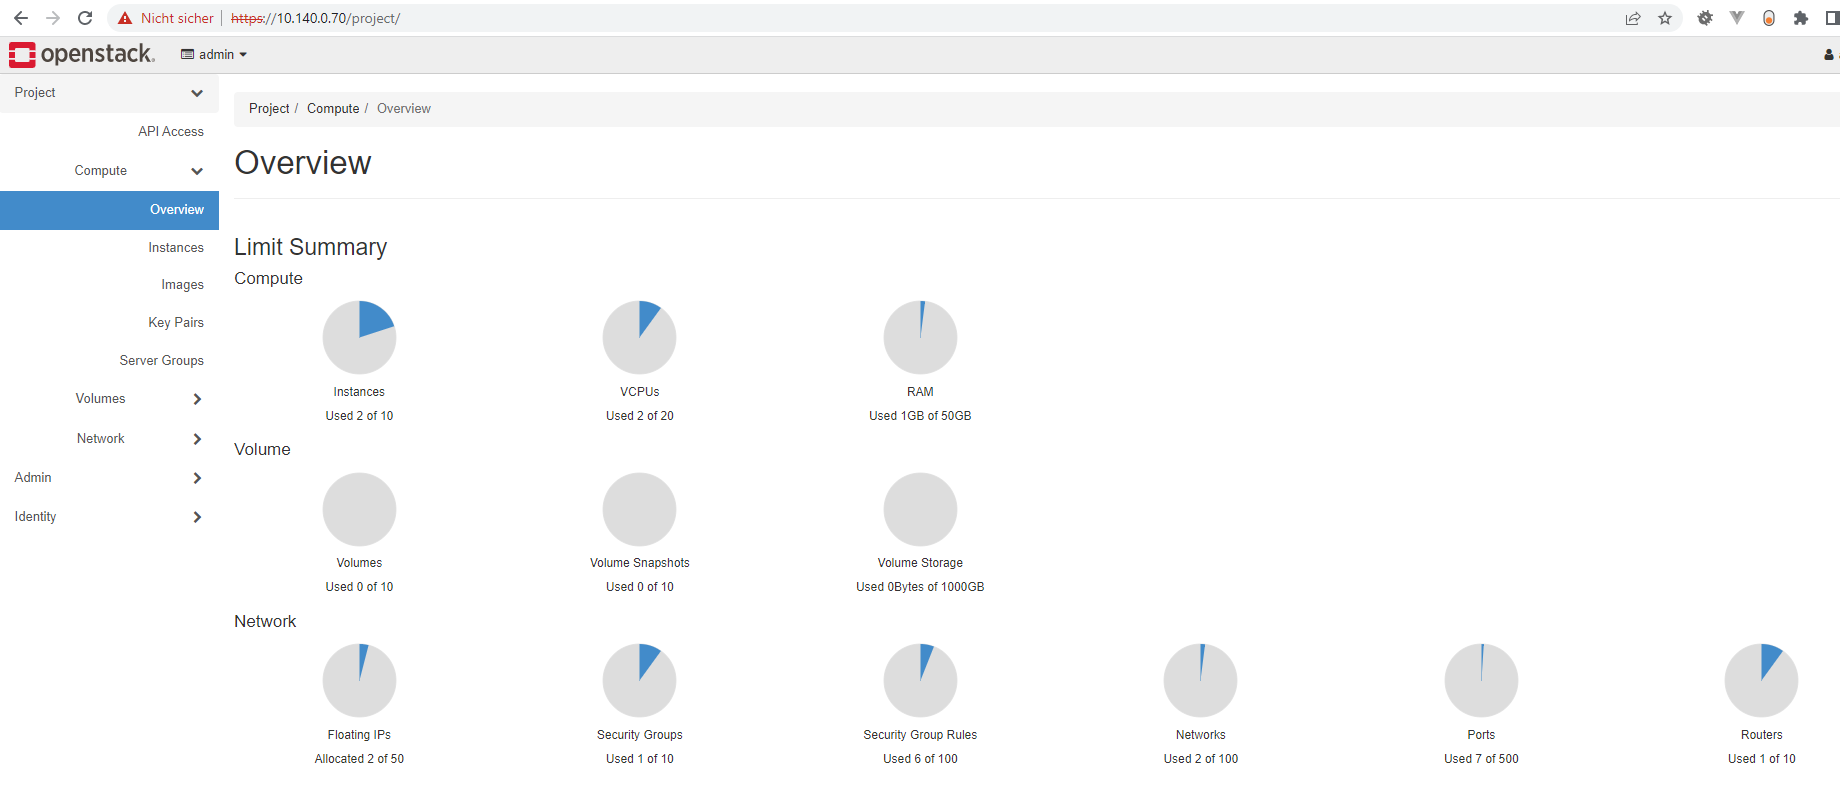 Nicht sicher https://10.140.0.70/project/
openstack. admin
Project
Project / Compute / Overview
API Access
Compute
Overview
Instances
Images
Key Pairs
Server Groups
Volumes
Network
Admin
Identity
Overview
Limit Summary
Compute
Instances VCPUs RAM
Used 2 of 10 Used 2 of 20 Used 1GB of 50GB
Volume
Volumes Volume Snapshots Volume Storage
Used 0 of 10 Used 0 of 10 Used 0Bytes of 1000GB
Network
Floating IPs Security Groups Security Group Rules Networks Ports Routers
Allocated 2 of 50 Used 1 of 10 Used 6 of 100 Used 2 of 100 Used 7 of 500 Used 1 of 10